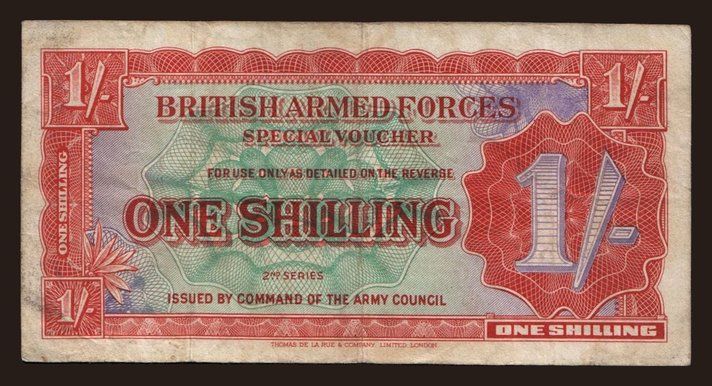 1/-
1/-
BRITISH ARMED FORCES
SPECIAL VOUCHER
FOR USE ONLY AS DETAILED ON THE REVERSE
ONE SHILLING
1/-
ONE SHILLING
2ND SERIES
ISSUED BY COMMAND OF THE ARMY COUNCIL
1/-
ONE SHILLING
THOMAS DE LA RUE & COMPANY, LIMITED, LONDON.